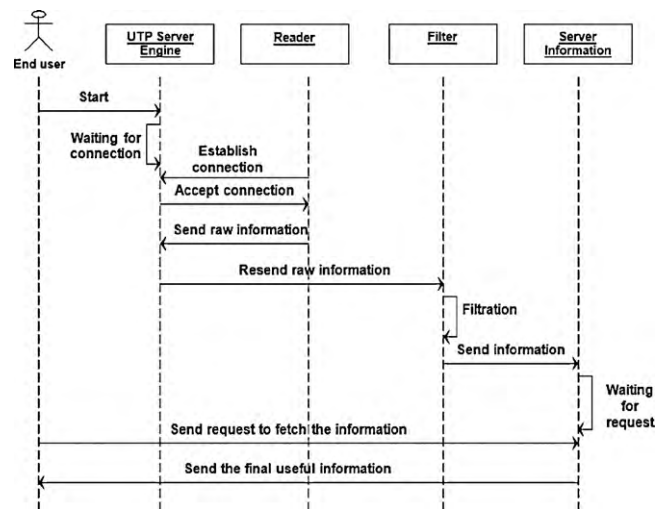 End user
UTP Server
Engine
Reader
Filter
Server
Information
Start
Waiting for
connection
Establish
connection
Accept connection
Send raw information
Resend raw information
Filtration
Send information
Waiting
for
request
Send request to fetch the information
Send the final useful information